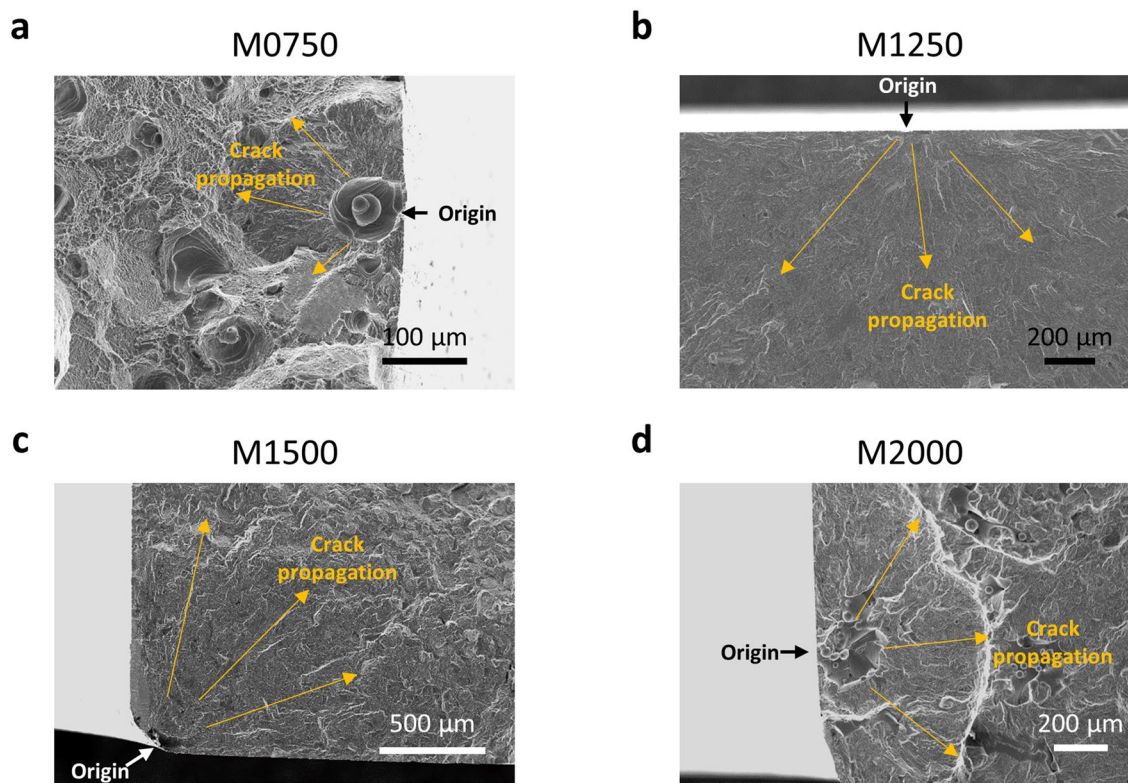 a
M0750
Crack
propagation
Origin
100 µm
b
M1250
Origin
Crack
propagation
200 µm
c
M1500
Crack
propagation
500 µm
Origin
d
M2000
Origin
Crack
propagation
200 µm